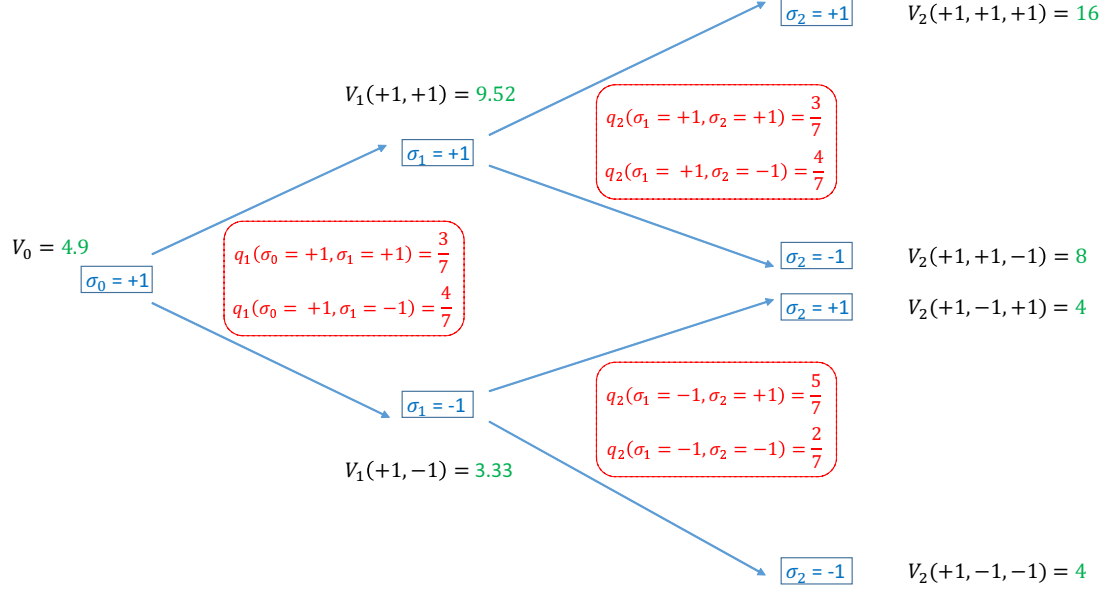 σ₂ = +1
V₂(+1, +1, +1) = 16
V₁(+1, +1) = 9.52
q₂(σ₁ = +1, σ₂ = +1) = 3/7
σ₁ = +1
q₂(σ₁ = +1, σ₂ = −1) = 4/7
V₀ = 4.9
q₁(σ₀ = +1, σ₁ = +1) = 3/7
σ₂ = -1
V₂(+1, +1, −1) = 8
σ₀ = +1
q₁(σ₀ = +1, σ₁ = −1) = 4/7
σ₂ = +1
V₂(+1, −1, +1) = 4
q₂(σ₁ = −1, σ₂ = +1) = 5/7
σ₁ = -1
q₂(σ₁ = −1, σ₂ = −1) = 2/7
V₁(+1, −1) = 3.33
σ₂ = -1
V₂(+1, −1, −1) = 4